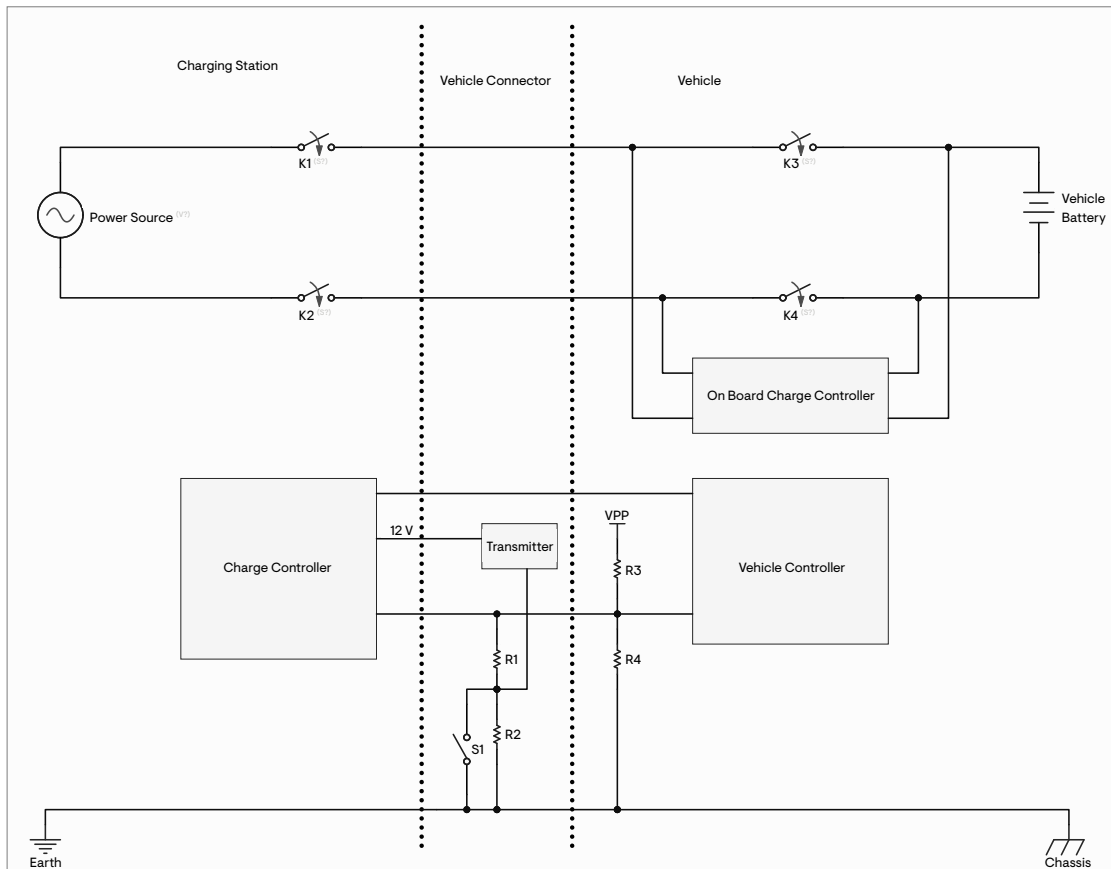 Charging Station
Vehicle Connector
Vehicle
K1 (S?)
K3 (S?)
Power Source (V?)
Vehicle
Battery
K2 (S?)
K4 (S?)
On Board Charge Controller
12 V
VPP
Transmitter
Charge Controller
R3
Vehicle Controller
R1
R4
S1
R2
Earth
Chassis